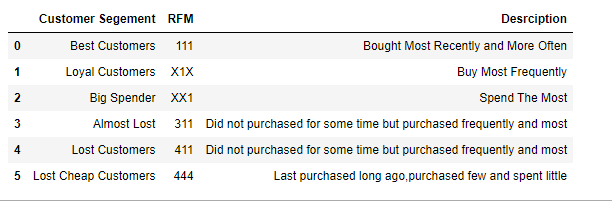 Customer Segement RFM Desrciption
0 Best Customers 111 Bought Most Recently and More Often
1 Loyal Customers X1X Buy Most Frequently
2 Big Spender XX1 Spend The Most
3 Almost Lost 311 Did not purchased for some time but purchased frequently and most
4 Lost Customers 411 Did not purchased for some time but purchased frequently and most
5 Lost Cheap Customers 444 Last purchased long ago,purchased few and spent little